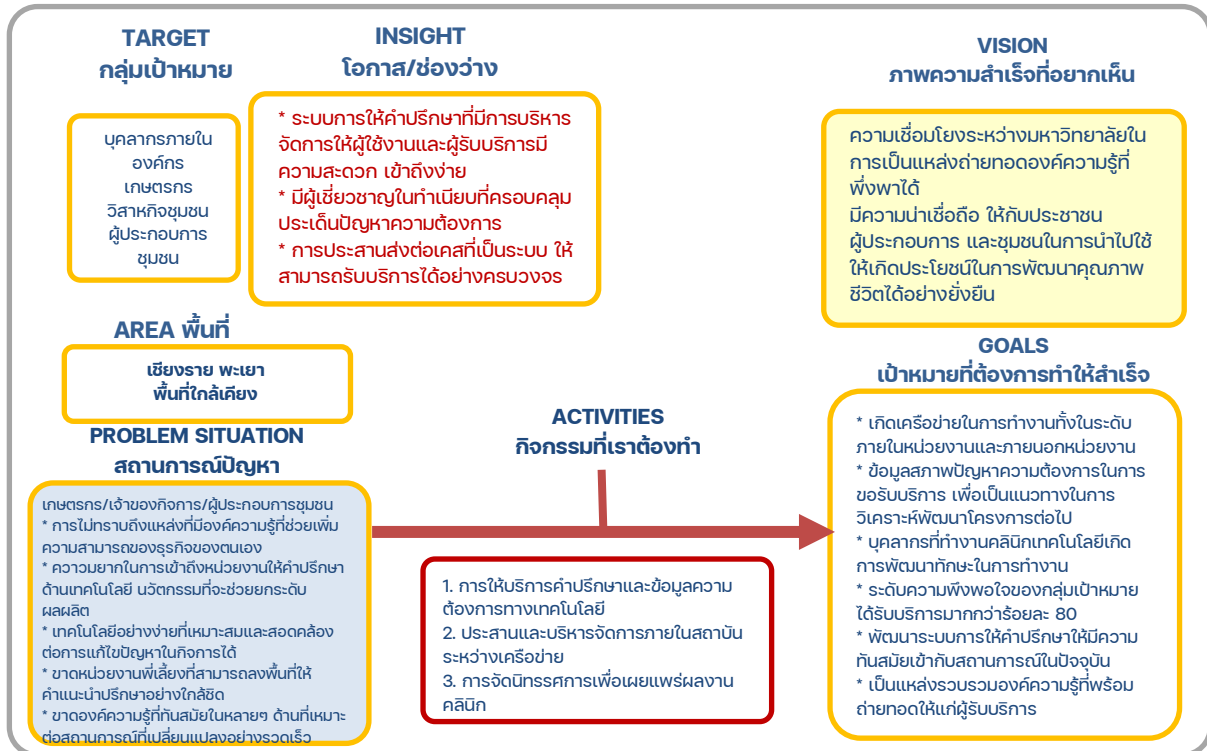 TARGET
กลุ่มเป้าหมาย
บุคลากรภายใน
องค์กร
เกษตรกร
วิสาหกิจชุมชน
ผู้ประกอบการ
ชุมชน
INSIGHT
โอกาส/ช่องว่าง
* ระบบการให้คำปรึกษาที่มีการบริหาร
จัดการให้ผู้ใช้งานและผู้รับบริการมี
ความสะดวก เข้าถึงง่าย
* มีผู้เชี่ยวชาญในทำเนียบที่ครอบคลุม
ประเด็นปัญหาความต้องการ
* การประสานส่งต่อเคสที่เป็นระบบ ให้
สามารถรับบริการได้อย่างครบวงจร
VISION
ภาพความสำเร็จที่อยากเห็น
ความเชื่อมโยงระหว่างมหาวิทยาลัยใน
การเป็นแหล่งถ่ายทอดองค์ความรู้ที่
พึ่งพาได้
มีความน่าเชื่อถือ ให้กับประชาชน
ผู้ประกอบการ และชุมชนในการนำไปใช้
ให้เกิดประโยชน์ในการพัฒนาคุณภาพ
ชีวิตได้อย่างยั่งยืน
AREA พื้นที่
เชียงราย พะเยา
พื้นที่ใกล้เคียง
PROBLEM SITUATION
สถานการณ์ปัญหา
เกษตรกร/เจ้าของกิจการ/ผู้ประกอบการชุมชน
* การไม่ทราบถึงแหล่งที่มีองค์ความรู้ที่ช่วยเพิ่ม
ความสามารถของธุรกิจของตนเอง
* คววามยากในการเข้าถึงหน่วยงานให้คำปรึกษา
ด้านเทคโนโลยี นวัตกรรมที่จะช่วยยกระดับ
ผลผลิต
* เทคโนโลยีอย่างง่ายที่เหมาะสมและสอดคล้อง
ต่อการแก้ไขปัญหาในกิจการได้
* ขาดหน่วยงานพี่เลี้ยงที่สามารถลงพื้นที่ให้
คำแนะนำปรึกษาอย่างใกล้ชิด
* ขาดองค์ความรู้ที่ทันสมัยในหลายๆ ด้านที่เหมาะ
ต่อสถานการณ์ที่เปลี่ยนแปลงอย่างรวดเร็ว
ACTIVITIES
กิจกรรมที่เราต้องทำ
1. การให้บริการคำปรึกษาและข้อมูลความ
ต้องการทางเทคโนโลยี
2. ประสานและบริหารจัดการภายในสถาบัน
ระหว่างเครือข่าย
3. การจัดนิทรรศการเพื่อเผยแพร่ผลงาน
คลินิก
GOALS
เป้าหมายที่ต้องการทำให้สำเร็จ
* เกิดเครือข่ายในการทำงานทั้งในระดับ
ภายในหน่วยงานและภายนอกหน่วยงาน
* ข้อมูลสภาพปัญหาความต้องการในการ
ขอรับบริการ เพื่อเป็นแนวทางในการ
วิเคราะห์พัฒนาโครงการต่อไป
* บุคลากรที่ทำงานคลินิกเทคโนโลยีเกิด
การพัฒนาทักษะในการทำงาน
* ระดับความพึงพอใจของกลุ่มเป้าหมาย
ได้รับบริการมากกว่าร้อยละ 80
* พัฒนาระบบการให้คำปรึกษาให้มีความ
ทันสมัยเข้ากับสถานการณ์ในปัจจุบัน
* เป็นแหล่งรวบรวมองค์ความรู้ที่พร้อม
ถ่ายทอดให้แก่ผู้รับบริการ